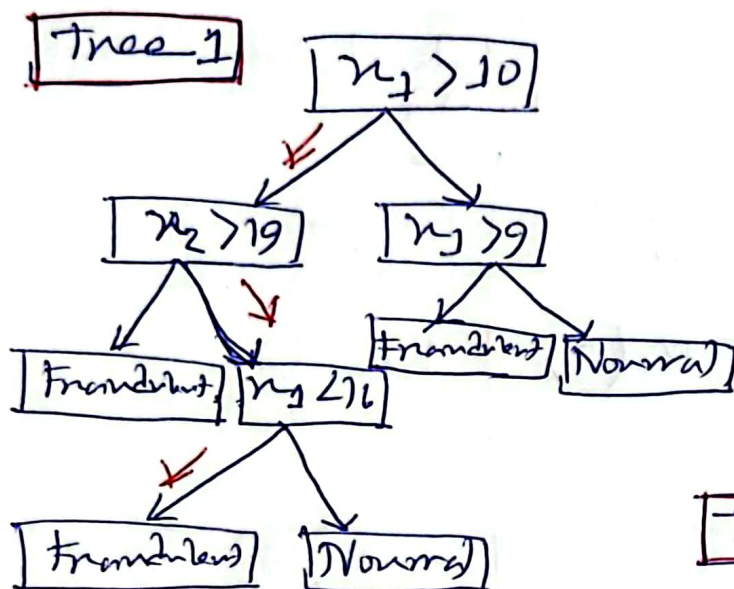 Tree 1
x₁ > 10
x₂ > 19
x₁ > 9
Fraudulent
x₁ < 16
Fraudulent
Normal
Fraudulent
Normal